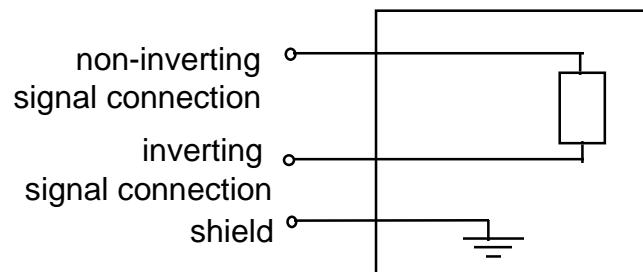 non-inverting
signal connection
inverting
signal connection
shield